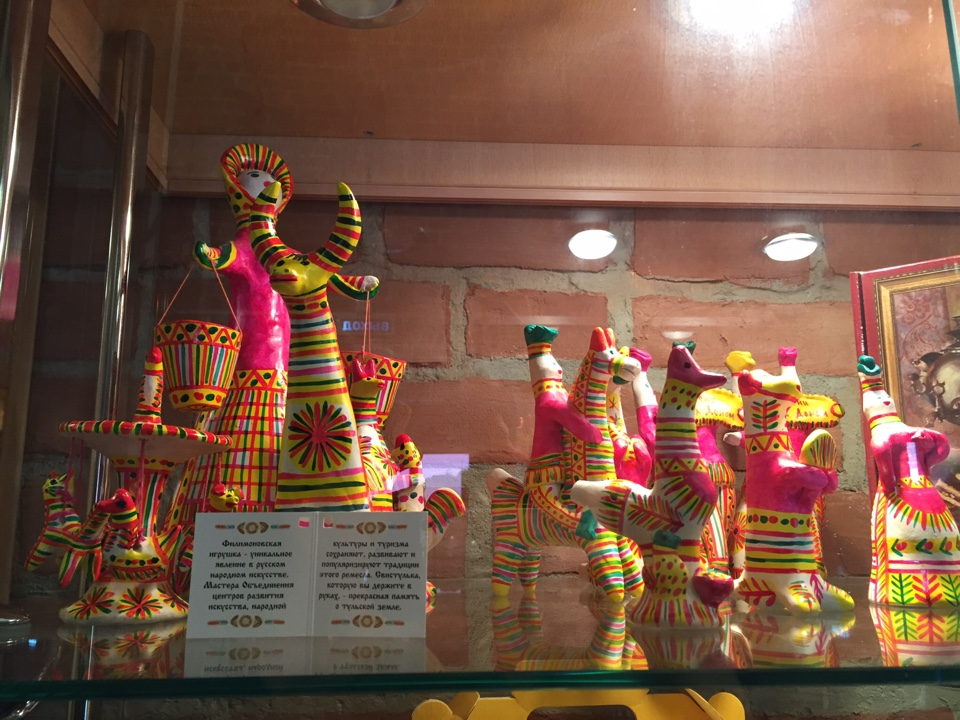 Филимоновская
игрушка - уникальное
явление в русском
народном искусстве.
Мастера Объединения
центров развития
искусства, народной
культуры и туризма
сохраняют, развивают и
популяризируют традиции
этого ремесла. Свистулька,
которую вы держите в
руках, - прекрасная память
о тульской земле.
ВЫХОД